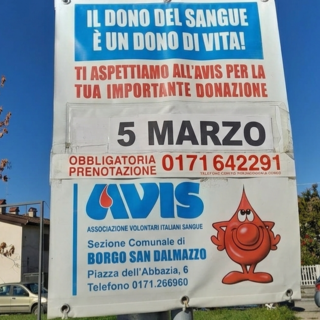 IL DONO DEL SANGUE
È UN DONO DI VITA!
TI ASPETTIAMO ALL'AVIS PER LA
TUA IMPORTANTE DONAZIONE
5 MARZO
OBBLIGATORIA
PRENOTAZIONE 0171 642291
AVIS
ASSOCIAZIONE VOLONTARI ITALIANI SANGUE
Sezione Comunale di
BORGO SAN DALMAZZO
Piazza dell'Abbazia, 6
Telefono 0171.266960